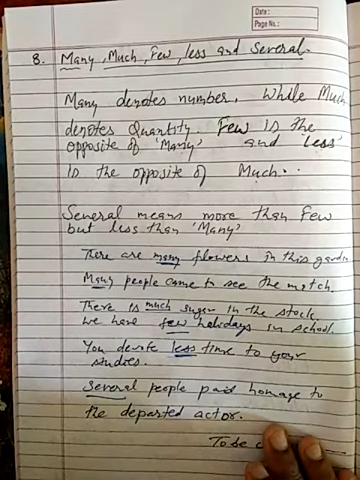 Date :
Page No. :
8. Many, Much, Few, less and Several.
Many denotes number, While Much
denotes Quantity. Few is the
opposite of 'Many' and Less'
is the opposite of Much..
Several means more than Few
but less than 'Many'
There are many flowers in this garden
Many people came to see the match.
There is much sugar in the stock
We have few holidays in school.
You devote less time to your
studies.
Several people paid homage to
the departed actor.
To be